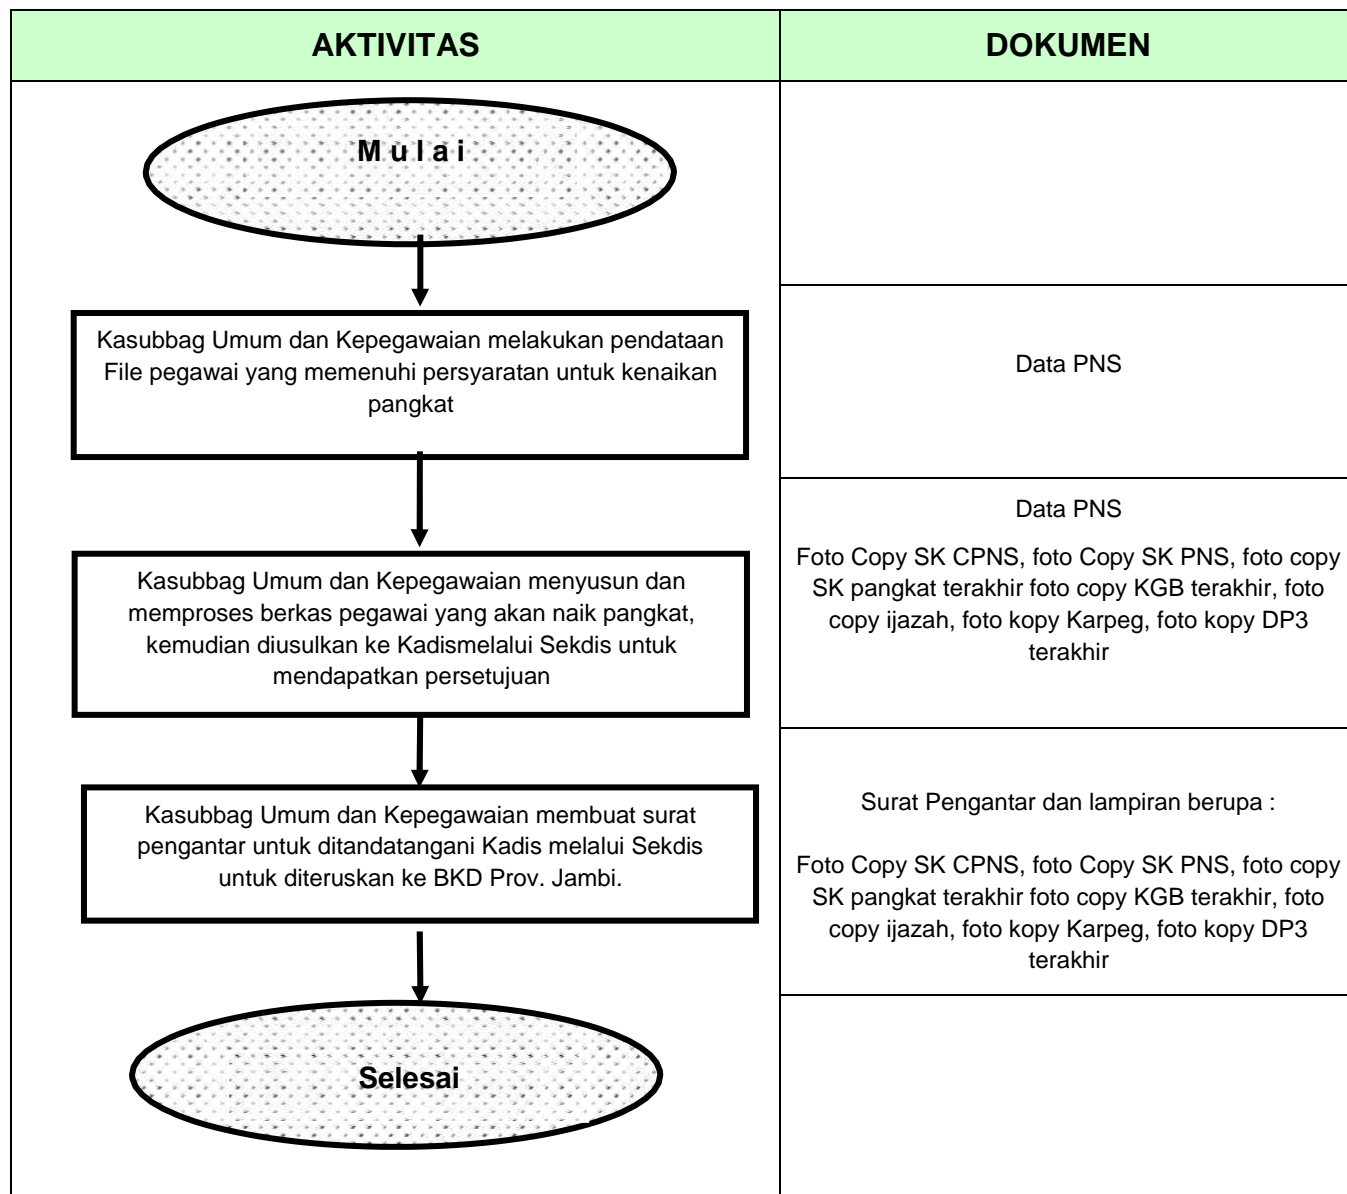 AKTIVITAS
DOKUMEN
M u l a i
Kasubbag Umum dan Kepegawaian melakukan pendataan
File pegawai yang memenuhi persyaratan untuk kenaikan
pangkat
Data PNS
Kasubbag Umum dan Kepegawaian menyusun dan
memproses berkas pegawai yang akan naik pangkat,
kemudian diusulkan ke Kadismelalui Sekdis untuk
mendapatkan persetujuan
Data PNS
Foto Copy SK CPNS, foto Copy SK PNS, foto copy
SK pangkat terakhir foto copy KGB terakhir, foto
copy ijazah, foto kopy Karpeg, foto kopy DP3
terakhir
Kasubbag Umum dan Kepegawaian membuat surat
pengantar untuk ditandatangani Kadis melalui Sekdis
untuk diteruskan ke BKD Prov. Jambi.
Surat Pengantar dan lampiran berupa :
Foto Copy SK CPNS, foto Copy SK PNS, foto copy
SK pangkat terakhir foto copy KGB terakhir, foto
copy ijazah, foto kopy Karpeg, foto kopy DP3
terakhir
Selesai